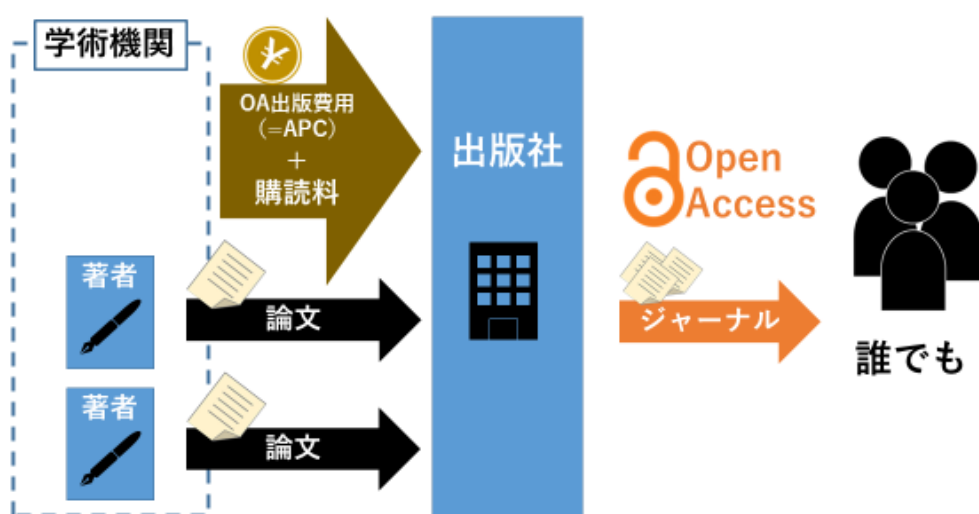 学術機関
OA出版費用
(=APC)
+
購読料
出版社
Open
Access
著者
論文
ジャーナル
誰でも
著者
論文